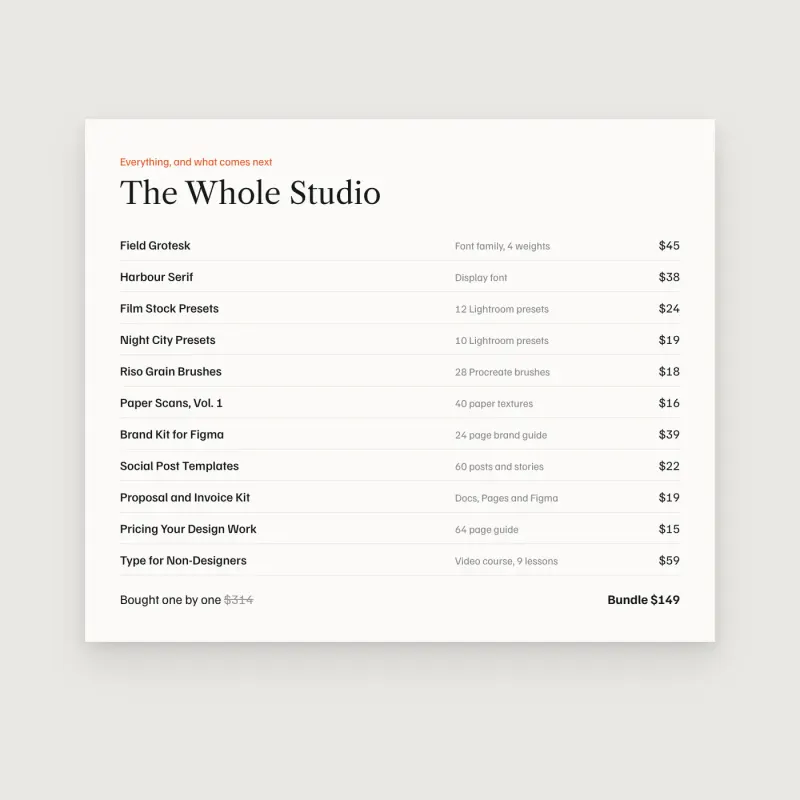 Everything, and what comes next
The Whole Studio
Field Grotesk Font family, 4 weights $45
Harbour Serif Display font $38
Film Stock Presets 12 Lightroom presets $24
Night City Presets 10 Lightroom presets $19
Riso Grain Brushes 28 Procreate brushes $18
Paper Scans, Vol. 1 40 paper textures $16
Brand Kit for Figma 24 page brand guide $39
Social Post Templates 60 posts and stories $22
Proposal and Invoice Kit Docs, Pages and Figma $19
Pricing Your Design Work 64 page guide $15
Type for Non-Designers Video course, 9 lessons $59
Bought one by one $314 Bundle $149